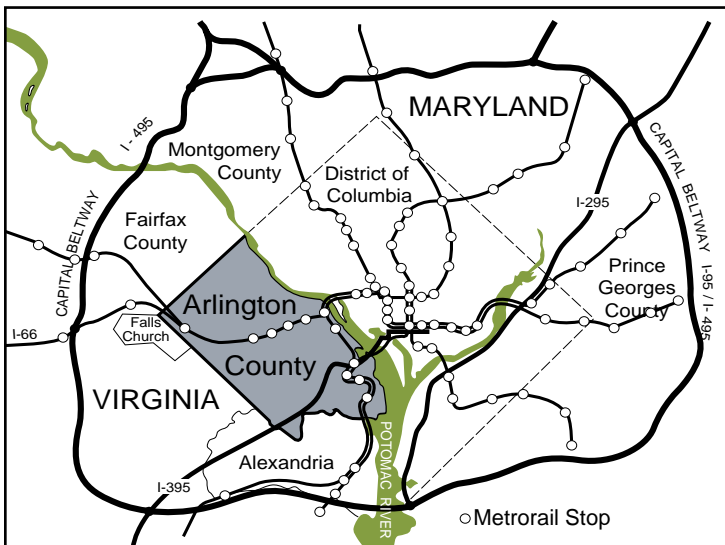 MARYLAND
I- 495
Montgomery
County
District of
Columbia
CAPITAL BELTWAY I-95 / I- 495
I-295
Fairfax
County
CAPITAL BELTWAY
Prince
Georges
County
Arlington
County
I-66
Falls
Church
VIRGINIA
Alexandria
POTOMAC RIVER
I-395
Metrorail Stop